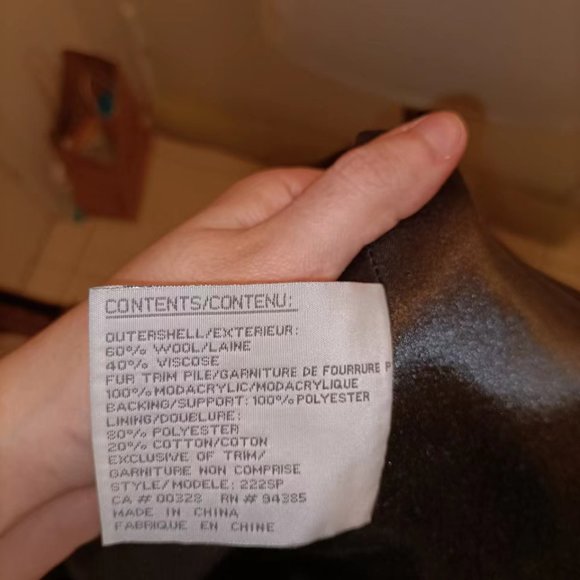 CONTENTS/CONTENU:
OUTERSHELL/EXTERIEUR:
60% WOOL/LAINE
40% VISCOSE
FUR TRIM PILE/GARNITURE DE FOURRURE P
100% MODACRYLIC/MODACRYLIQUE
BACKING/SUPPORT: 100% POLYESTER
LINING/DOUBLURE:
80% POLYESTER
20% COTTON/COTON
EXCLUSIVE OF TRIM/
GARNITURE NON COMPRISE
STYLE/MODELE: 222SP
CA # 00328 RN # 94385
MADE IN CHINA
FABRIQUE EN CHINE